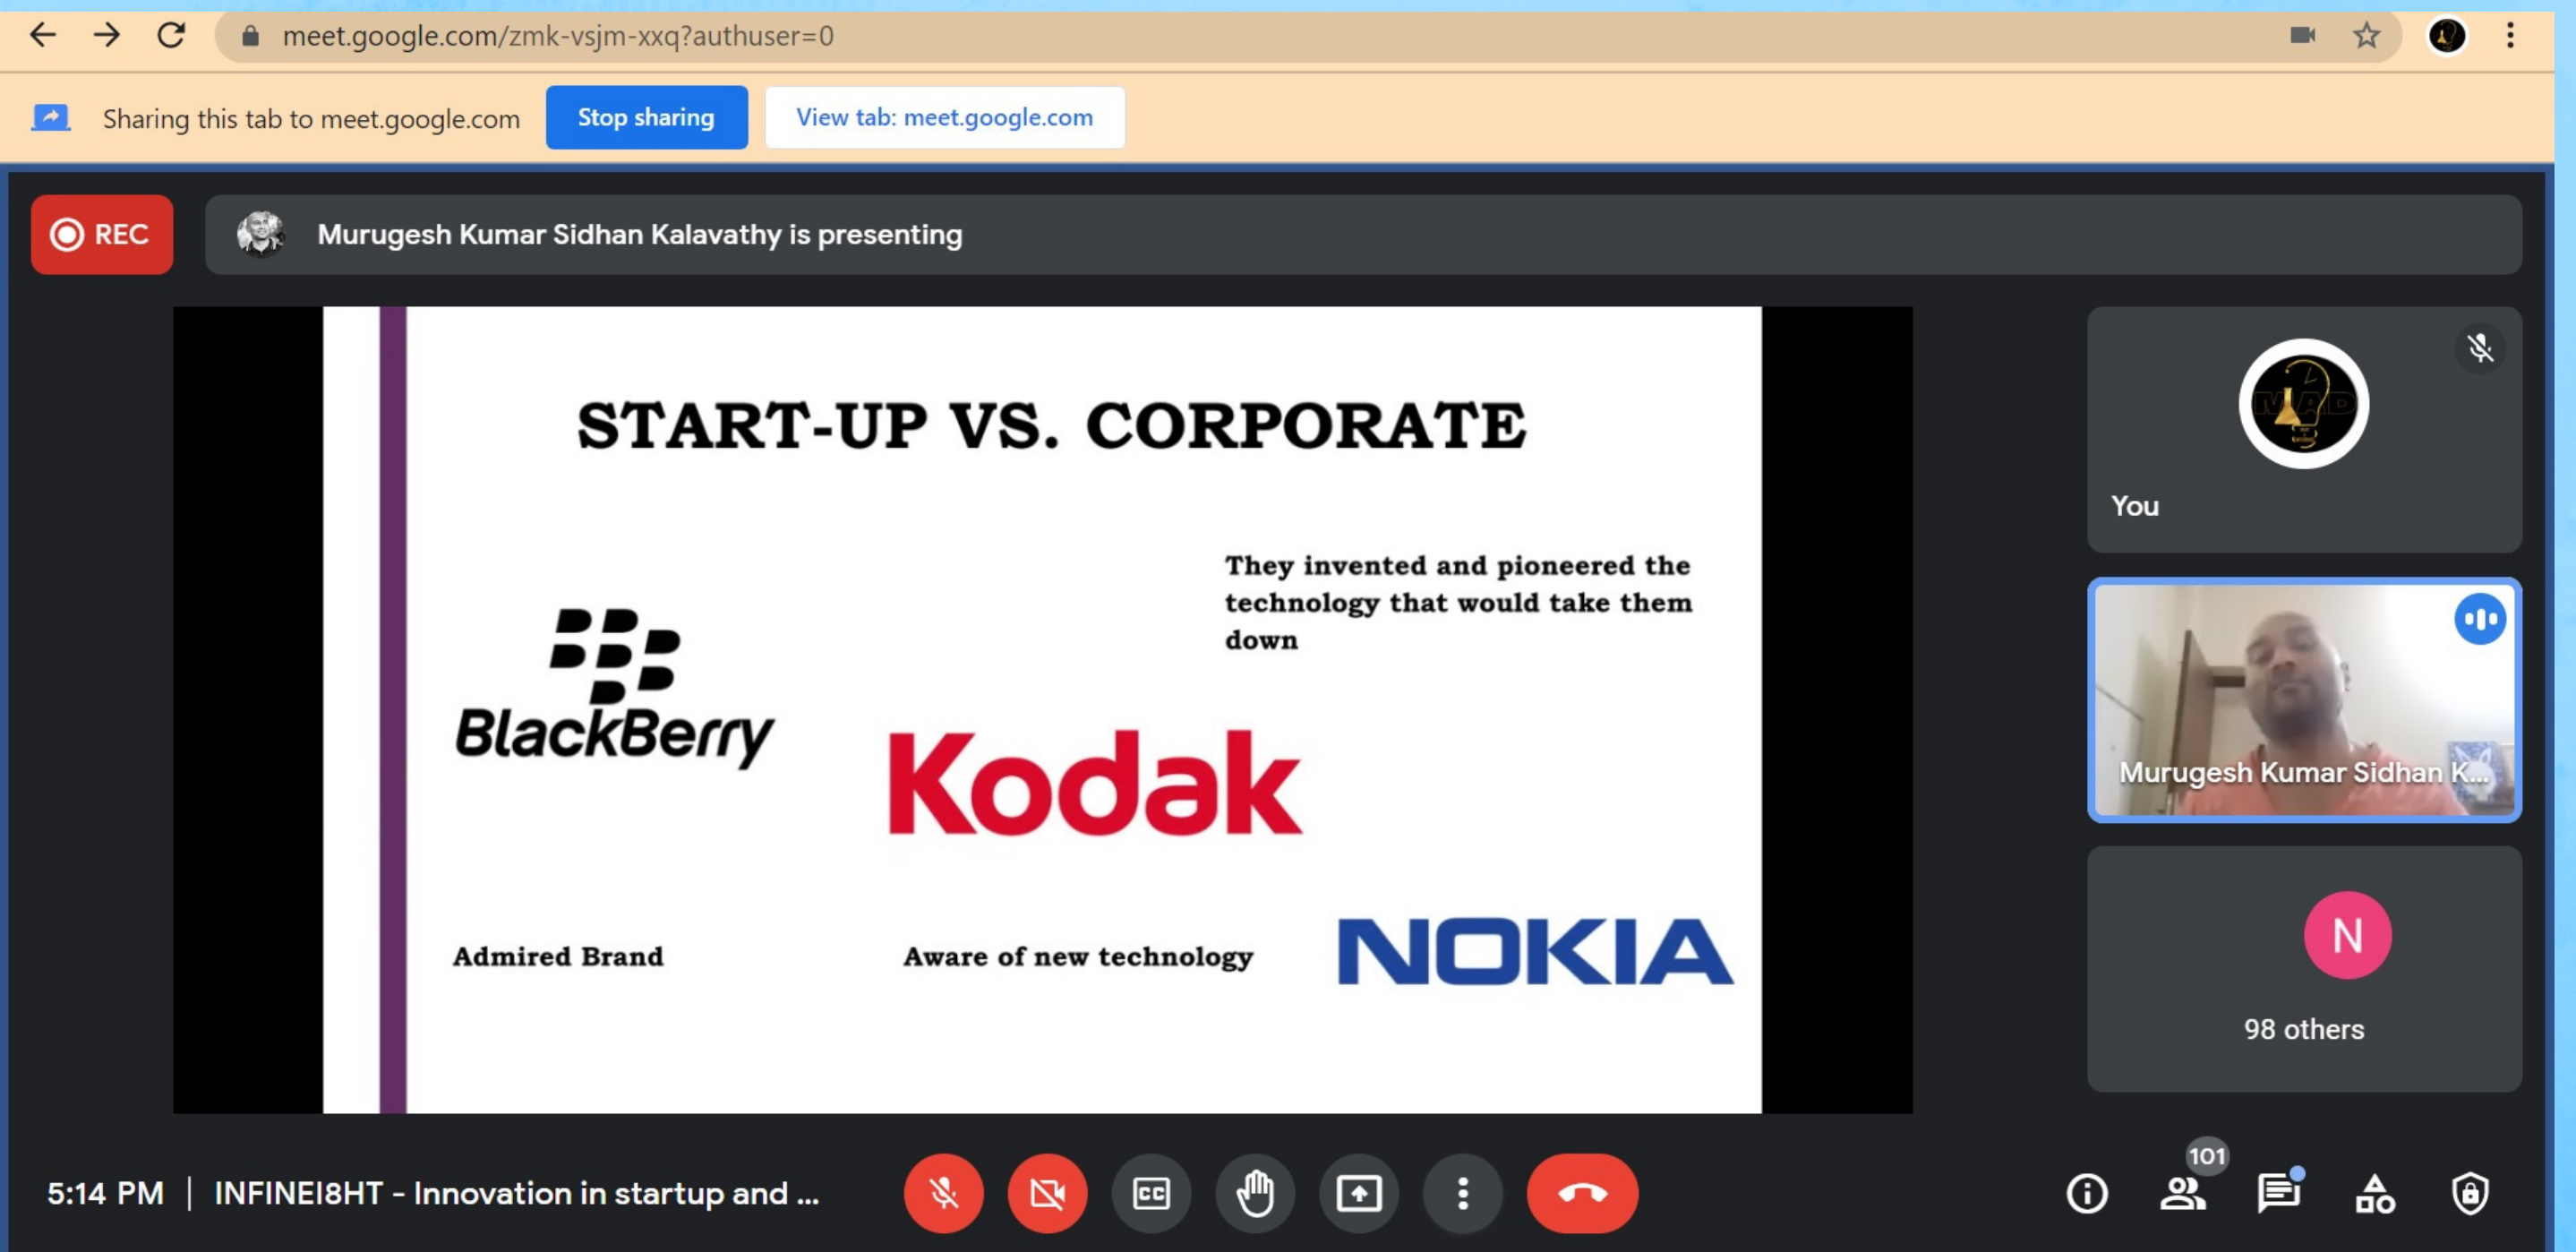 meet.google.com/zmk-vsjm-xxq?authuser=0
Sharing this tab to meet.google.com
Stop sharing
View tab: meet.google.com
REC
Murugesh Kumar Sidhan Kalavathy is presenting
START-UP VS. CORPORATE
They invented and pioneered the
technology that would take them
down
BlackBerry
Kodak
Admired Brand
Aware of new technology
NOKIA
MAD
You
Murugesh Kumar Sidhan K...
N
98 others
5:14 PM | INFINEI8HT - Innovation in startup and ...
CC
101